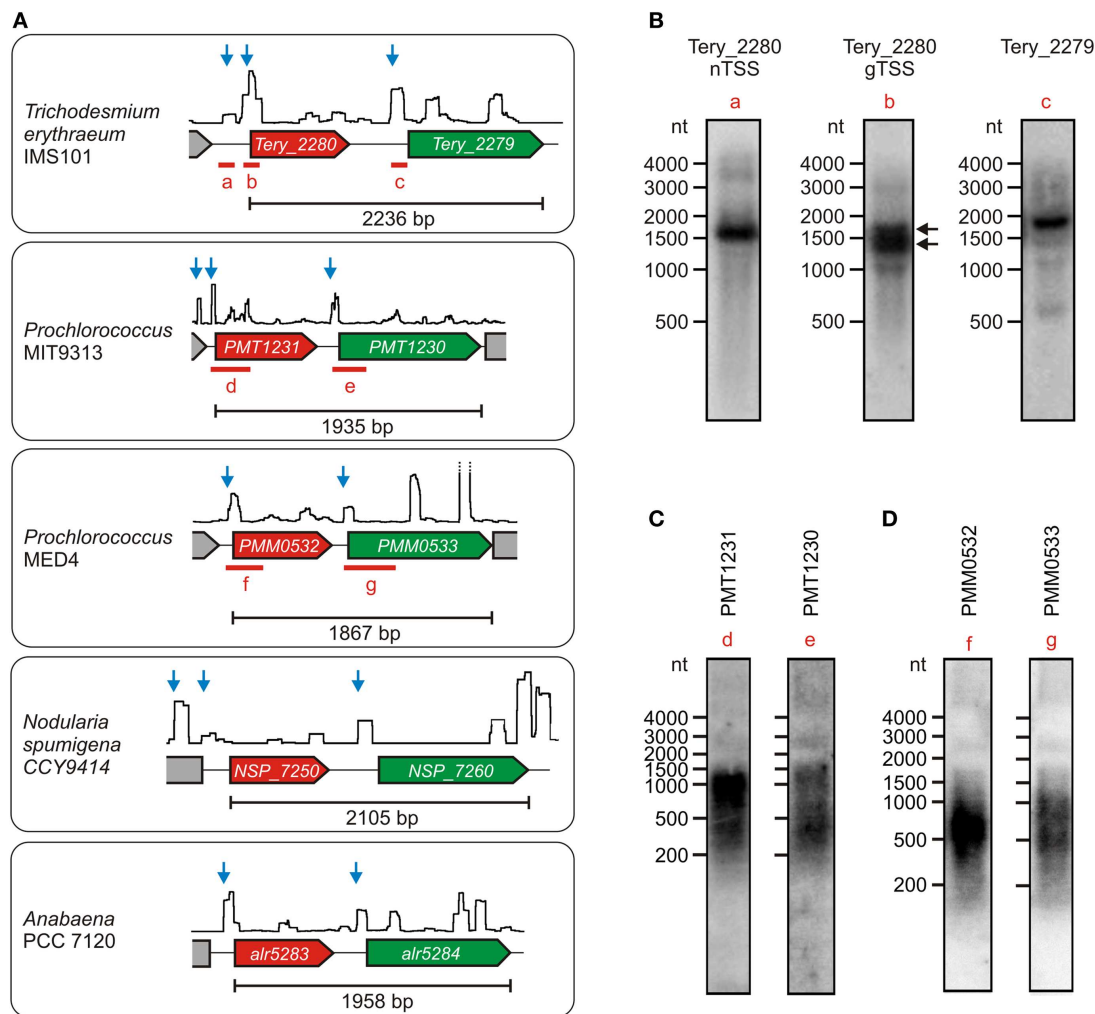 A
Trichodesmium
erythraeum
IMS101
Tery_2280
Tery_2279
a
b
c
2236 bp
Prochlorococcus
MIT9313
PMT1231
PMT1230
d
e
1935 bp
Prochlorococcus
MED4
PMM0532
PMM0533
f
g
1867 bp
Nodularia
spumigena
CCY9414
NSP_7250
NSP_7260
2105 bp
Anabaena
PCC 7120
alr5283
alr5284
1958 bp
B
Tery_2280
nTSS
a
nt
4000
3000
2000
1500
1000
500
Tery_2280
gTSS
b
nt
4000
3000
2000
1500
1000
500
Tery_2279
c
nt
4000
3000
2000
1500
1000
500
C
PMT1231
PMT1230
d
e
nt
4000
3000
2000
1500
1000
500
200
D
PMM0532
PMM0533
f
g
nt
4000
2000
1000
500
200